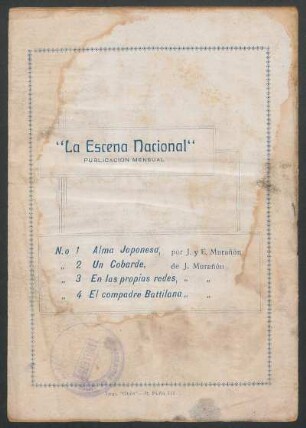 "La Escena Nacional"
PUBLICACION MENSUAL
N.o 1 Alma Japonesa, por J. y E. Marañón
„ 2 Un Cobarde, de J. Marañón
„ 3 En las propias redes, „ „
„ 4 El compadre Battilana, „ „